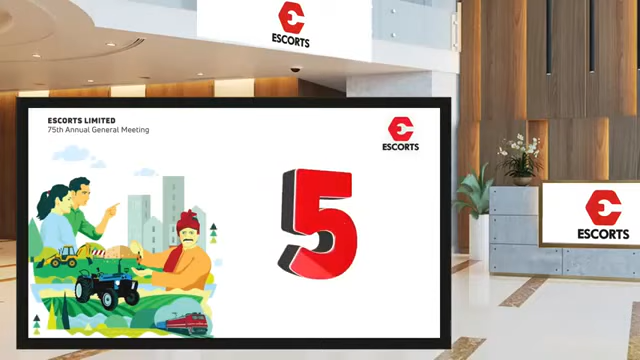 ESCORTS
ESCORTS LIMITED
75th Annual General Meeting
ESCORTS
5
ESCORTS